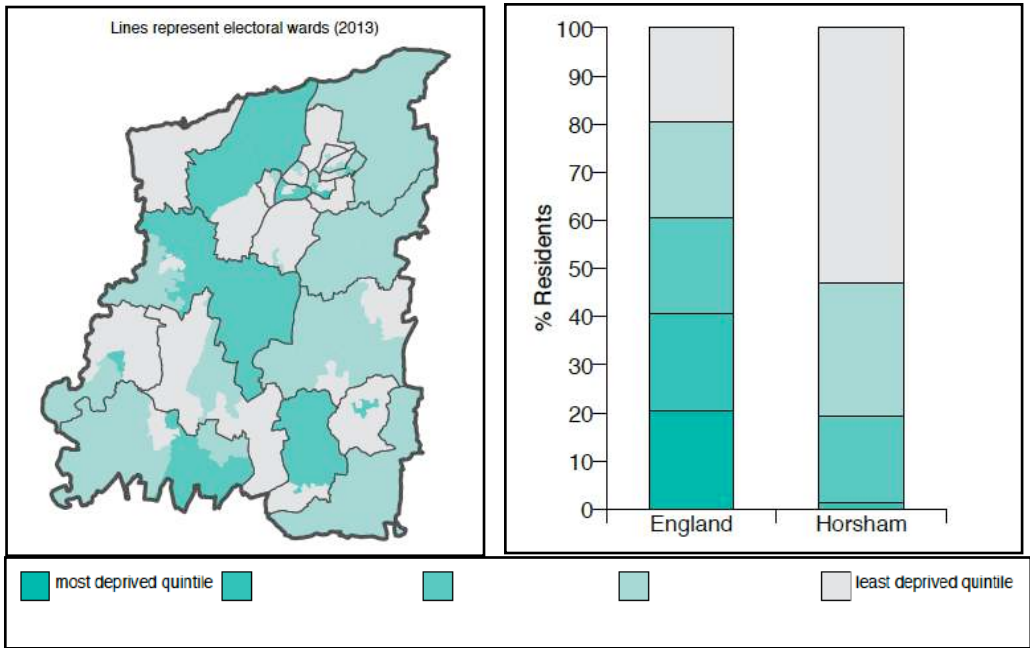 Lines represent electoral wards (2013)
% Residents
100
90
80
70
60
50
40
30
20
10
0
England
Horsham
most deprived quintile
least deprived quintile